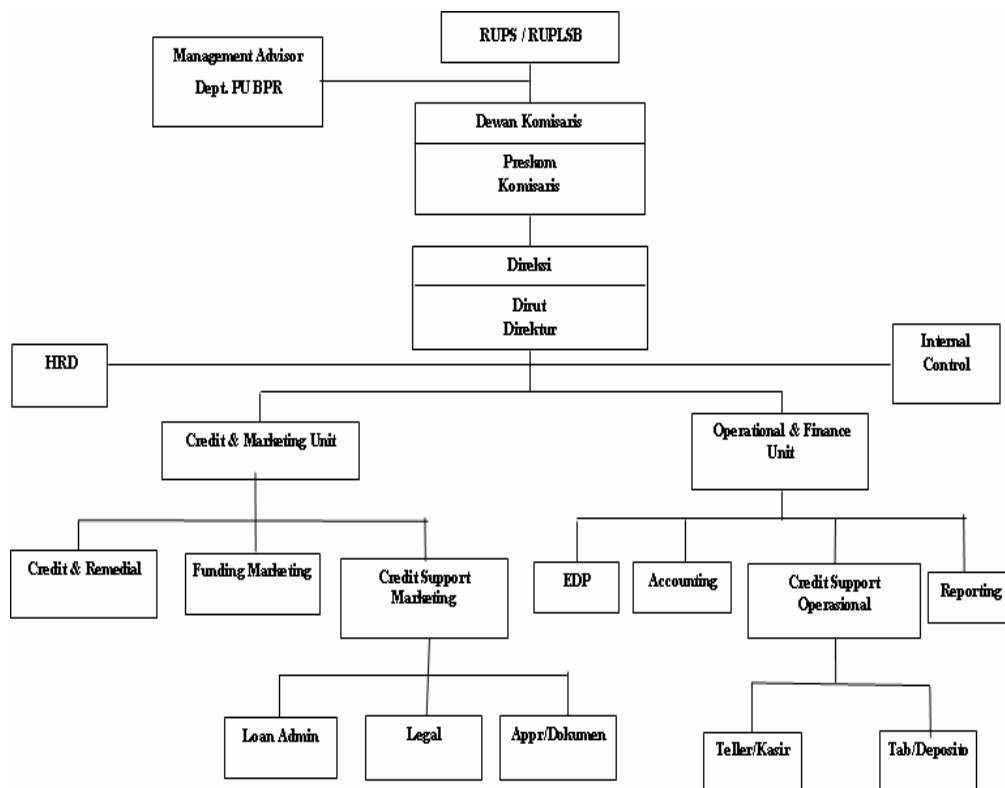 RUPS / RUPLSB
Management Advisor
Dept. PU BPR
Dewan Komisaris
Preskom
Komisaris
Direksi
Dirut
Direktur
HRD
Internal
Control
Credit & Marketing Unit
Operational & Finance
Unit
Credit & Remedial
Funding Marketing
Credit Support
Marketing
EDP
Accounting
Credit Support
Operasional
Reporting
Loan Admin
Legal
Appr/Dokumen
Teller/Kasir
Tab/Deposito